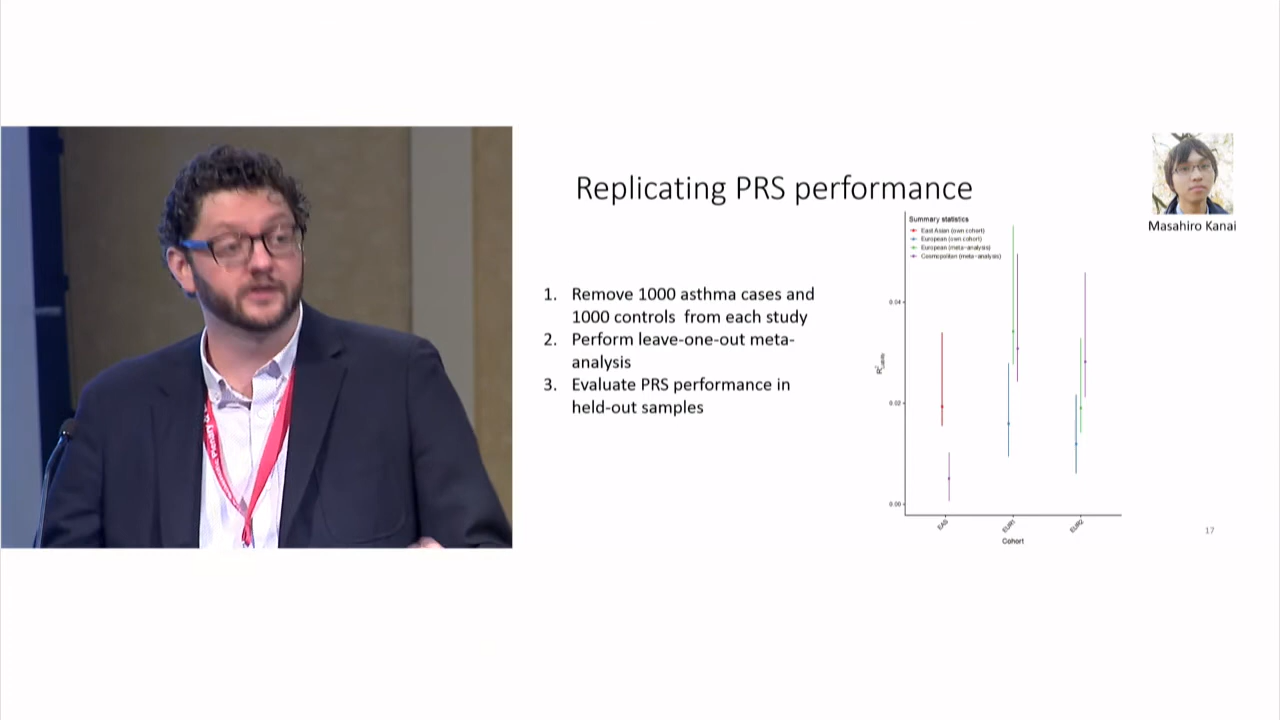 Replicating PRS performance
Masahiro Kanai
1. Remove 1000 asthma cases and
1000 controls from each study
2. Perform leave-one-out meta-
analysis
3. Evaluate PRS performance in
held-out samples
Summary statistics
East Asian (own cohort)
European (own cohort)
European (meta-analysis)
Cosmopolitan (meta-analysis)
0.04
0.02
0.00
EAS
EUR1
EUR2
Cohort
17